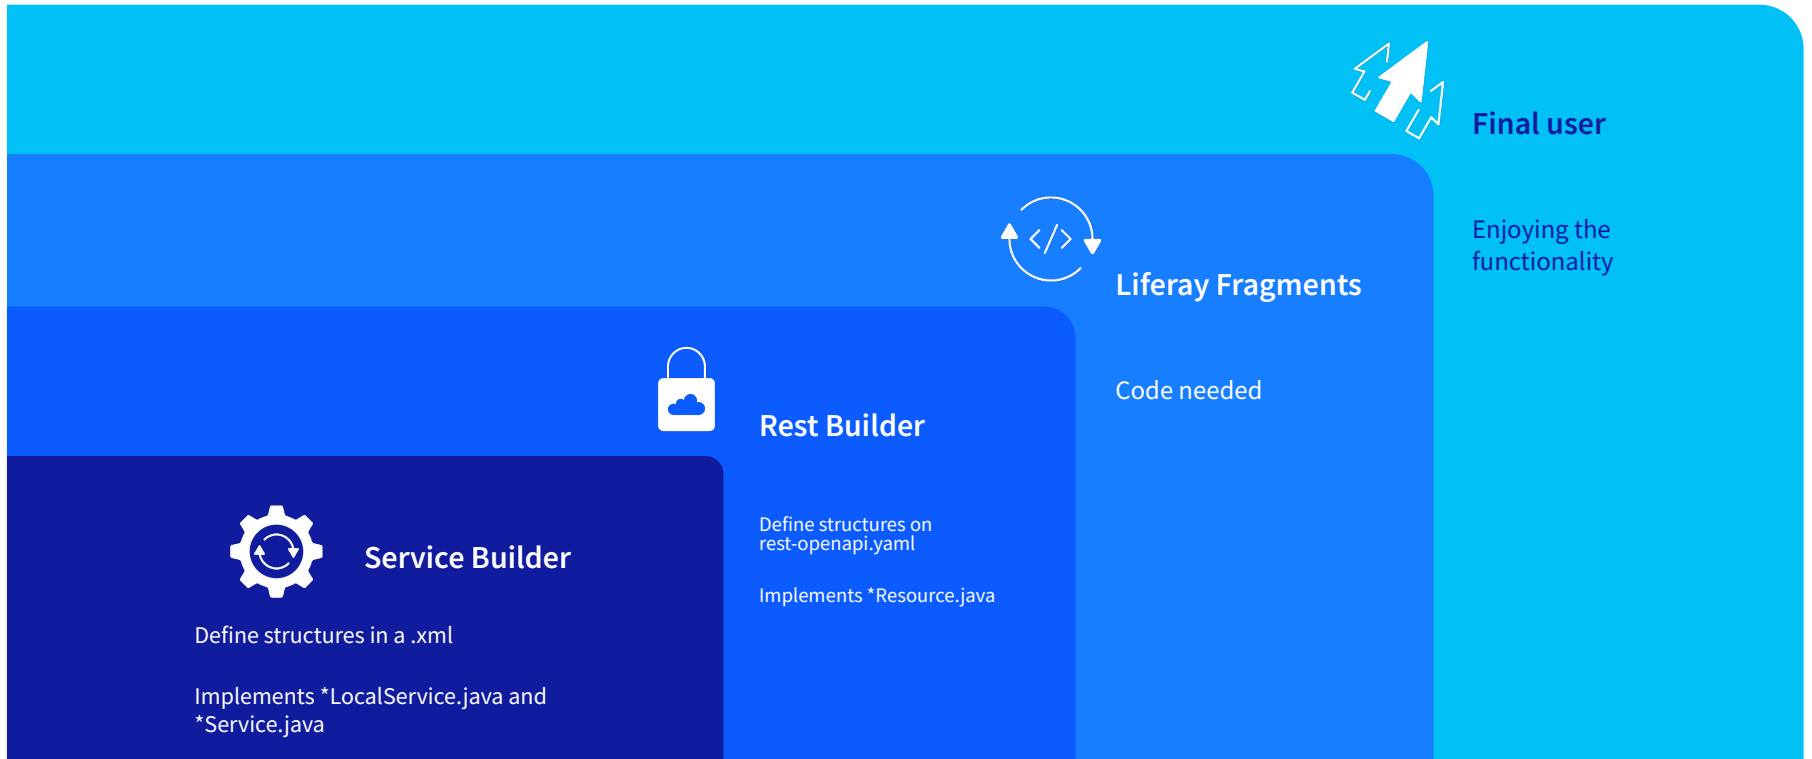 Service Builder
Define structures in a .xml
Implements *LocalService.java and
*Service.java
Rest Builder
Define structures on
rest-openapi.yaml
Implements *Resource.java
Liferay Fragments
Code needed
Final user
Enjoying the
functionality